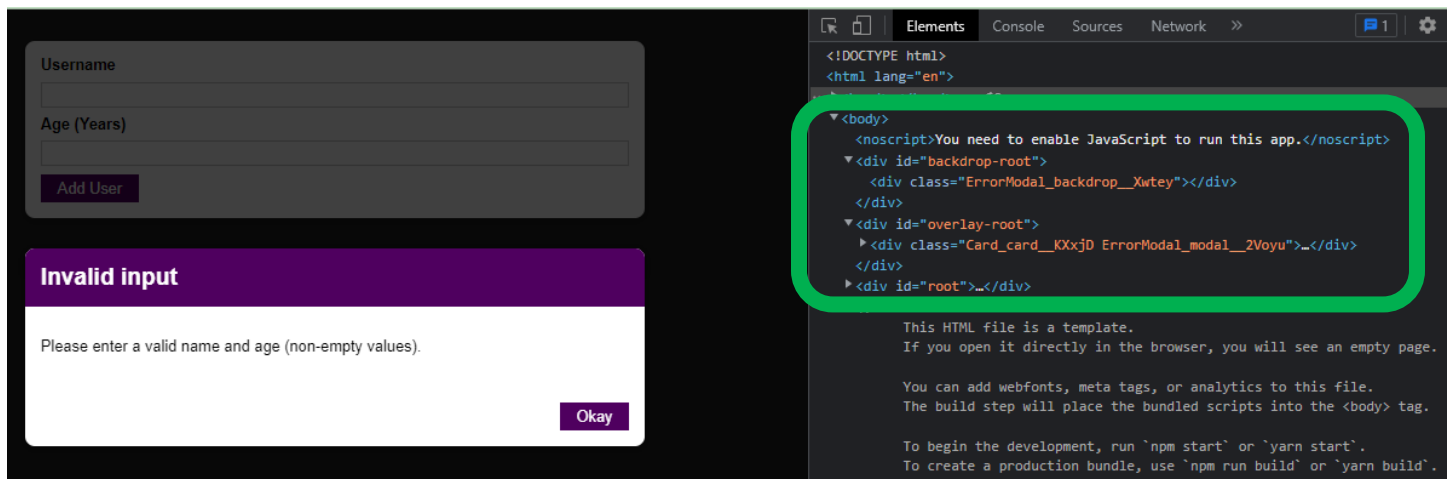 Username
Age (Years)
Add User
Invalid input
Please enter a valid name and age (non-empty values).
Okay
Elements Console Sources Network » 1
<!DOCTYPE html>
<html lang="en">
<body>
<noscript>You need to enable JavaScript to run this app.</noscript>
<div id="backdrop-root">
<div class="ErrorModal_backdrop__Xwtey"></div>
</div>
<div id="overlay-root">
<div class="Card_card__KXxjD ErrorModal_modal__2Voyu">…</div>
</div>
<div id="root">…</div>
This HTML file is a template.
If you open it directly in the browser, you will see an empty page.
You can add webfonts, meta tags, or analytics to this file.
The build step will place the bundled scripts into the <body> tag.
To begin the development, run `npm start` or `yarn start`.
To create a production bundle, use `npm run build` or `yarn build`.